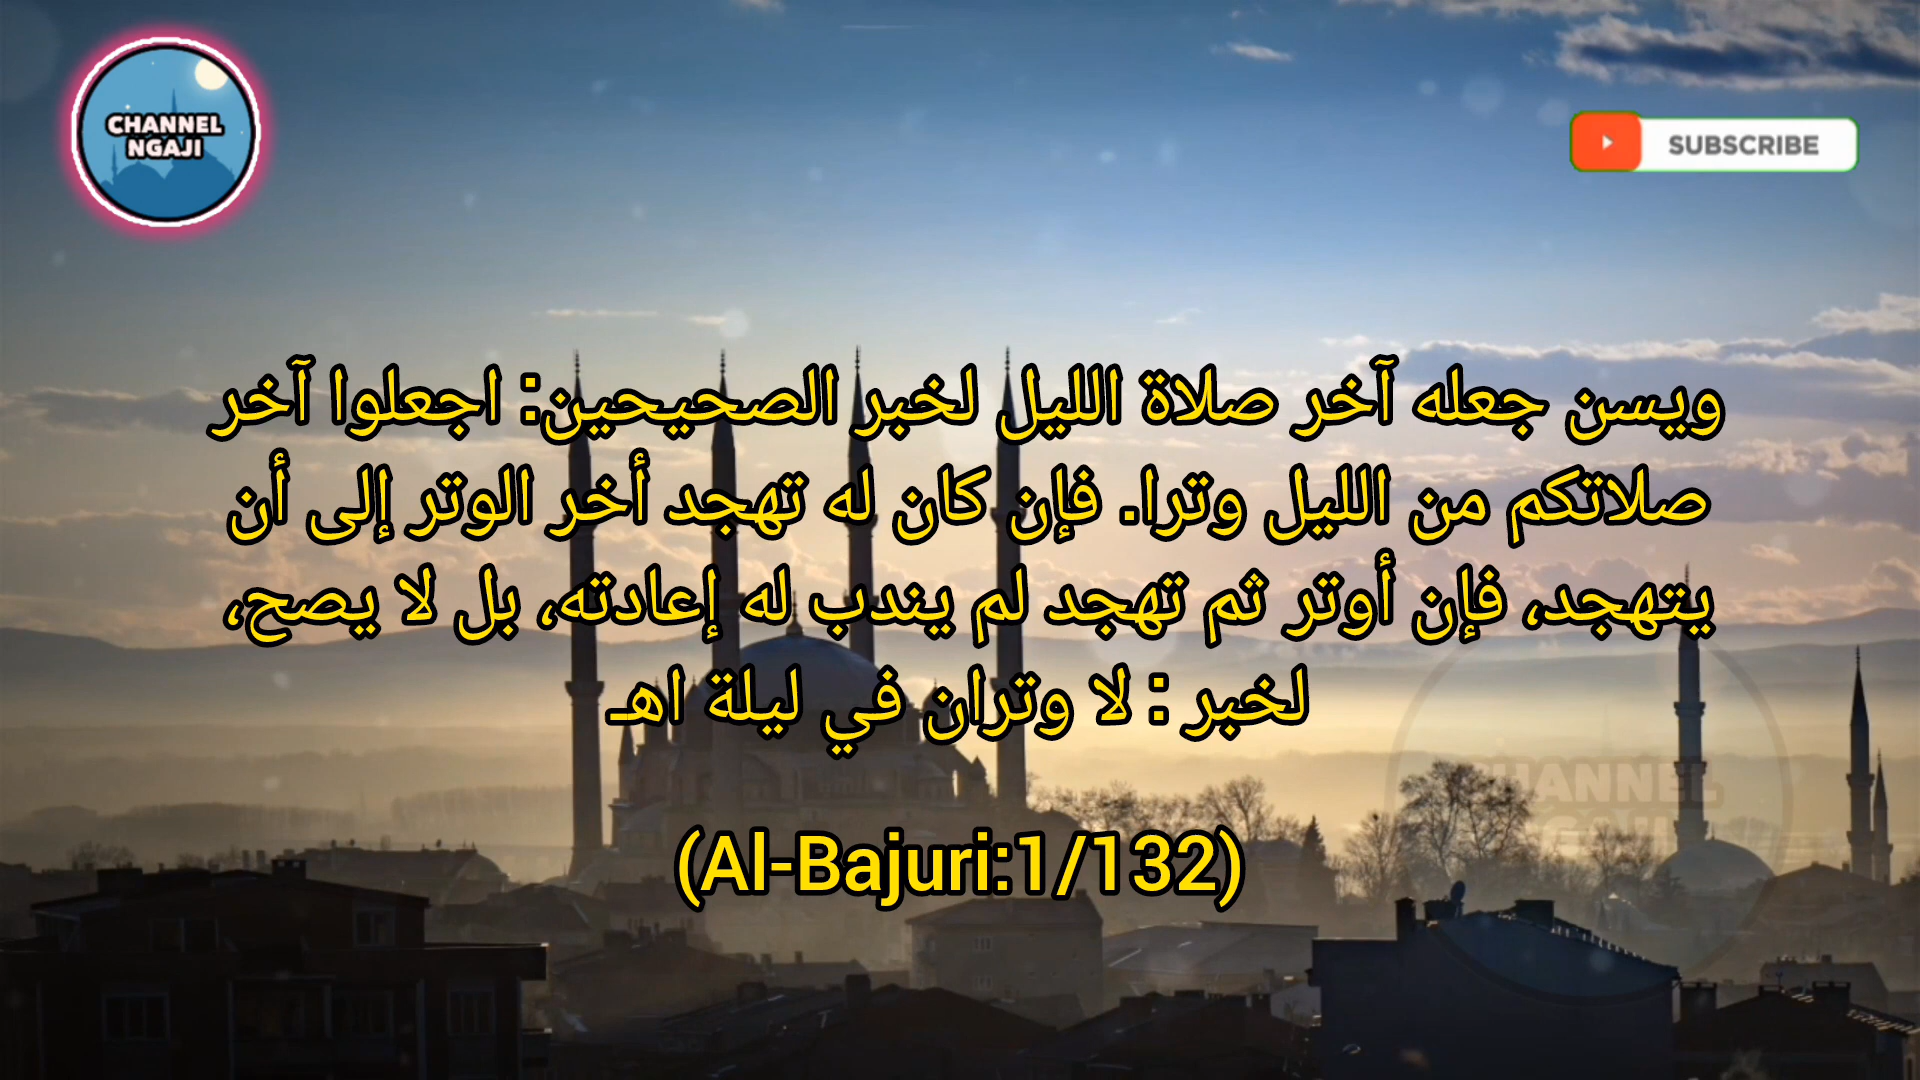 CHANNEL
NGAJI
SUBSCRIBE
ويسن جعله آخر صلاة الليل لخبر الصحيحين: اجعلوا آخر
صلاتكم من الليل وترا. فإن كان له تهجد أخر الوتر إلى أن
يتهجد، فإن أوتر ثم تهجد لم يندب له إعادته، بل لا يصح،
لخبر : لا وتران في ليلة اهـ
CHANNEL
NGAJI
(Al-Bajuri:1/132)